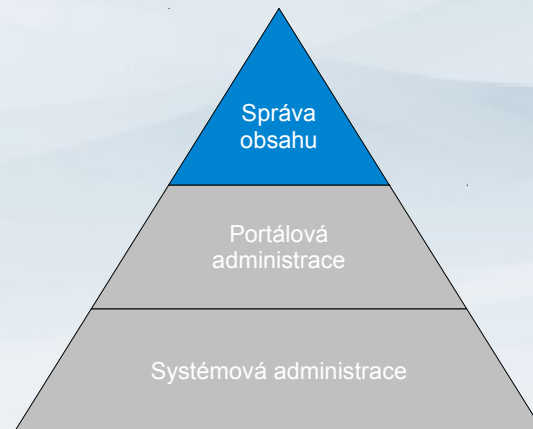 Správa
obsahu
Portálová
administrace
Systémová administrace